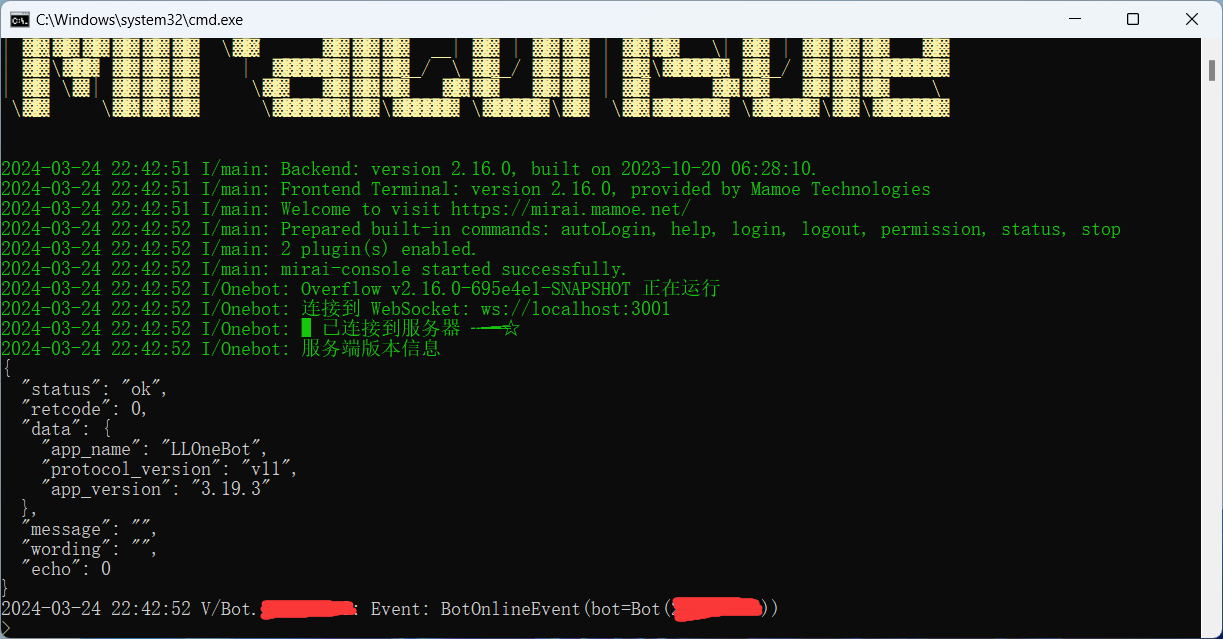 C:\Windows\system32\cmd.exe
2024-03-24 22:42:51 I/main: Backend: version 2.16.0, built on 2023-10-20 06:28:10.
2024-03-24 22:42:51 I/main: Frontend Terminal: version 2.16.0, provided by Mamoe Technologies
2024-03-24 22:42:51 I/main: Welcome to visit https://mirai.mamoe.net/
2024-03-24 22:42:52 I/main: Prepared built-in commands: autoLogin, help, login, logout, permission, status, stop
2024-03-24 22:42:52 I/main: 2 plugin(s) enabled.
2024-03-24 22:42:52 I/main: mirai-console started successfully.
2024-03-24 22:42:52 I/Onebot: Overflow v2.16.0-695e4e1-SNAPSHOT 正在运行
2024-03-24 22:42:52 I/Onebot: 连接到 WebSocket: ws://localhost:3001
2024-03-24 22:42:52 I/Onebot: █ 已连接到服务器 ╌─━☆
2024-03-24 22:42:52 I/Onebot: 服务端版本信息
{
"status": "ok",
"retcode": 0,
"data": {
"app_name": "LLOneBot",
"protocol_version": "v11",
"app_version": "3.19.3"
},
"message": "",
"wording": "",
"echo": 0
}
2024-03-24 22:42:52 V/Bot. : Event: BotOnlineEvent(bot=Bot( ))
>